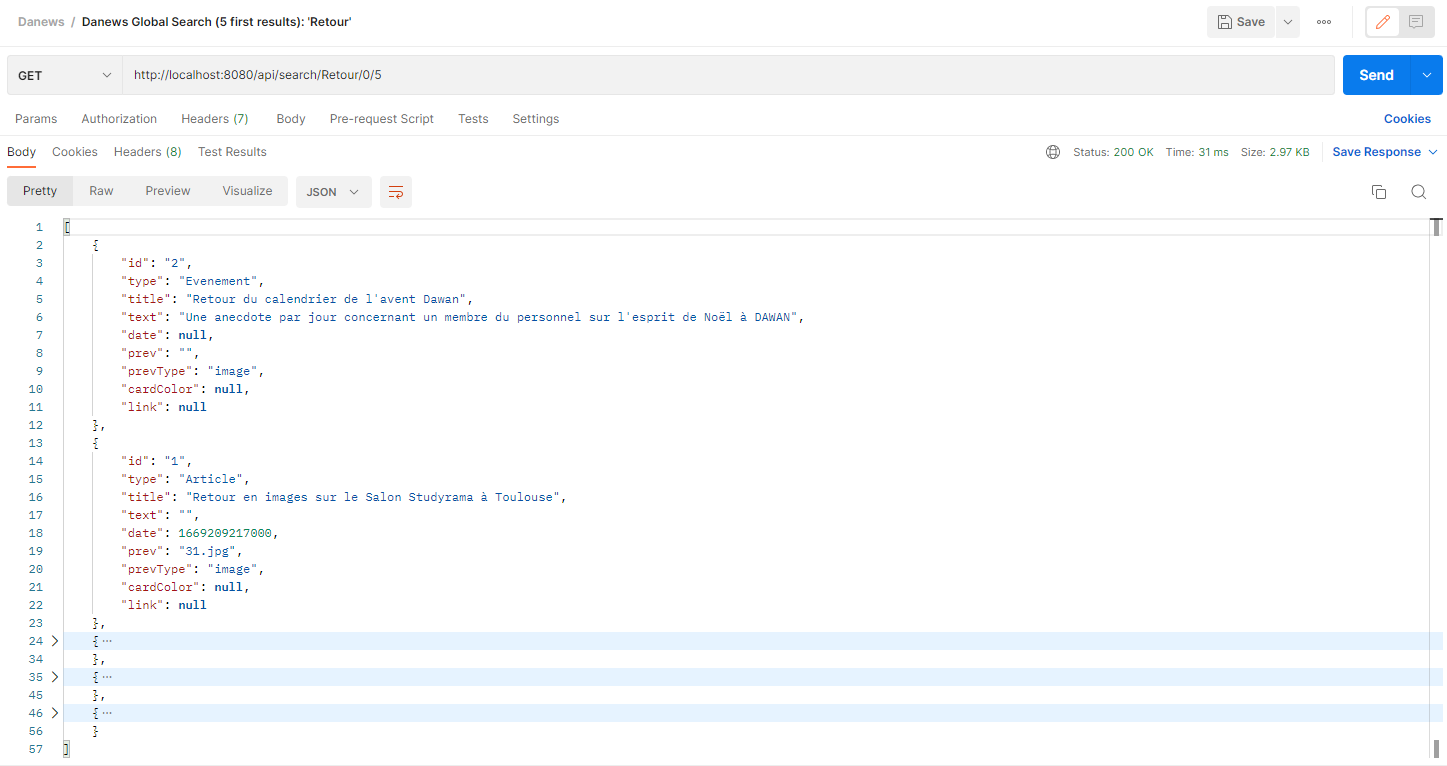 Danews / Danews Global Search (5 first results): 'Retour'
Save
GET http://localhost:8080/api/search/Retour/0/5 Send
Params Authorization Headers (7) Body Pre-request Script Tests Settings Cookies
Body Cookies Headers (8) Test Results Status: 200 OK Time: 31 ms Size: 2.97 KB Save Response
Pretty Raw Preview Visualize JSON
1 [
2 {
3 "id": "2",
4 "type": "Evenement",
5 "title": "Retour du calendrier de l'avent Dawan",
6 "text": "Une anecdote par jour concernant un membre du personnel sur l'esprit de Noël à DAWAN",
7 "date": null,
8 "prev": "",
9 "prevType": "image",
10 "cardColor": null,
11 "link": null
12 },
13 {
14 "id": "1",
15 "type": "Article",
16 "title": "Retour en images sur le Salon Studyrama à Toulouse",
17 "text": "",
18 "date": 1669209217000,
19 "prev": "31.jpg",
20 "prevType": "image",
21 "cardColor": null,
22 "link": null
23 },
24 { ···
34 },
35 { ···
45 },
46 { ···
56 }
57 ]